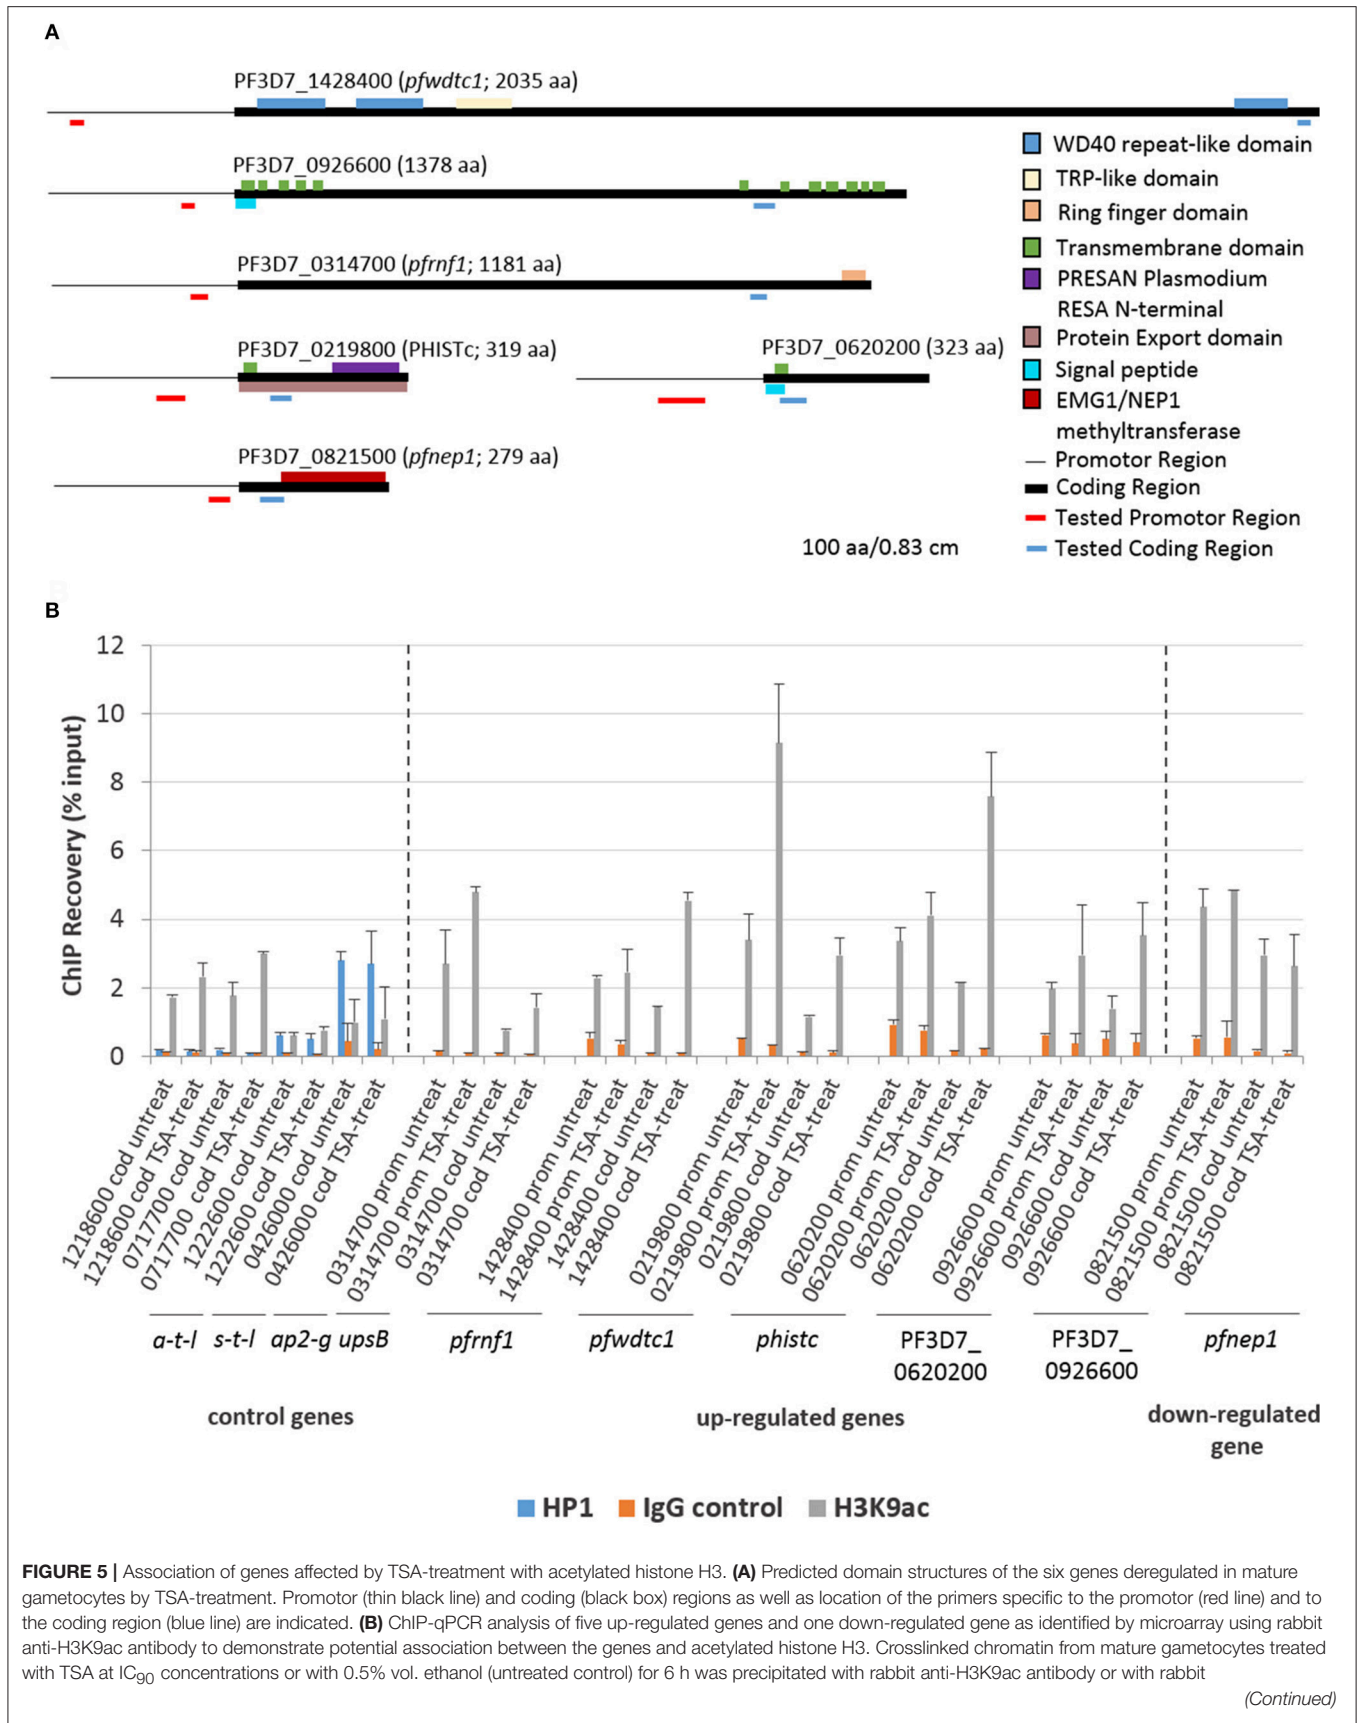 A
PF3D7_1428400 (pfwdtc1; 2035 aa)
PF3D7_0926600 (1378 aa)
PF3D7_0314700 (pfrnf1; 1181 aa)
PF3D7_0219800 (PHISTc; 319 aa)
PF3D7_0620200 (323 aa)
PF3D7_0821500 (pfnep1; 279 aa)
WD40 repeat-like domain
TRP-like domain
Ring finger domain
Transmembrane domain
PRESAN Plasmodium
RESA N-terminal
Protein Export domain
Signal peptide
EMG1/NEP1
methyltransferase
Promotor Region
Coding Region
Tested Promotor Region
Tested Coding Region
100 aa/0.83 cm
B
ChIP Recovery (% input)
12
10
8
6
4
2
0
1218600 cod untreat
1218600 cod TSA-treat
0717700 cod untreat
0717700 cod TSA-treat
1222600 cod untreat
1222600 cod TSA-treat
0426000 cod untreat
0426000 cod TSA-treat
0314700 prom untreat
0314700 prom TSA-treat
0314700 cod untreat
0314700 cod TSA-treat
1428400 prom untreat
1428400 prom TSA-treat
1428400 cod untreat
1428400 cod TSA-treat
0219800 prom untreat
0219800 prom TSA-treat
0219800 cod untreat
0219800 cod TSA-treat
0620200 prom untreat
0620200 prom TSA-treat
0620200 cod untreat
0620200 cod TSA-treat
0926600 prom untreat
0926600 prom TSA-treat
0926600 cod untreat
0926600 cod TSA-treat
0821500 prom untreat
0821500 prom TSA-treat
0821500 cod untreat
0821500 cod TSA-treat
a-t-l s-t-l ap2-g upsB pfrnf1 pfwdtc1 phistc PF3D7_ PF3D7_ pfnep1
0620200 0926600
control genes up-regulated genes down-regulated
gene
HP1 IgG control H3K9ac
FIGURE 5 | Association of genes affected by TSA-treatment with acetylated histone H3. (A) Predicted domain structures of the six genes deregulated in mature
gametocytes by TSA-treatment. Promotor (thin black line) and coding (black box) regions as well as location of the primers specific to the promotor (red line) and to
the coding region (blue line) are indicated. (B) ChIP-qPCR analysis of five up-regulated genes and one down-regulated gene as identified by microarray using rabbit
anti-H3K9ac antibody to demonstrate potential association between the genes and acetylated histone H3. Crosslinked chromatin from mature gametocytes treated
with TSA at IC90 concentrations or with 0.5% vol. ethanol (untreated control) for 6 h was precipitated with rabbit anti-H3K9ac antibody or with rabbit
(Continued)